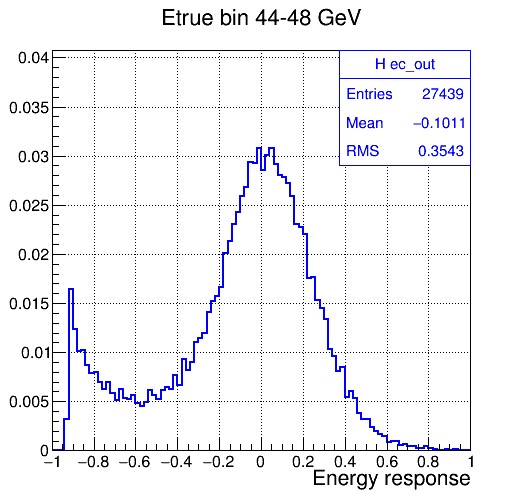 Etrue bin 44-48 GeV
H ec_out
Entries 27439
Mean −0.1011
RMS 0.3543
0.04
0.035
0.03
0.025
0.02
0.015
0.01
0.005
0
−1 −0.8 −0.6 −0.4 −0.2 0 0.2 0.4 0.6 0.8 1
Energy response